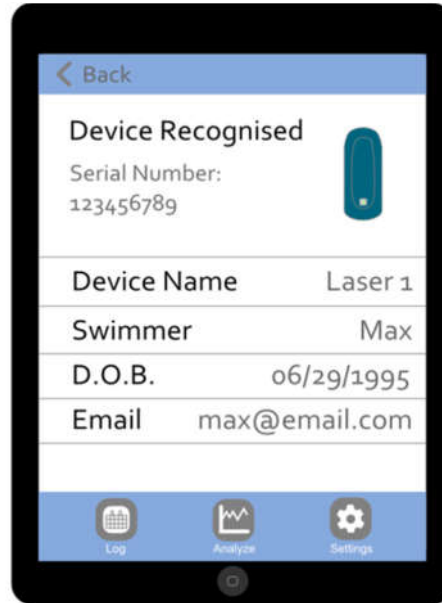 Back
Device Recognised
Serial Number:
123456789
Device Name Laser 1
Swimmer Max
D.O.B. 06/29/1995
Email max@email.com
Log Analyze Settings